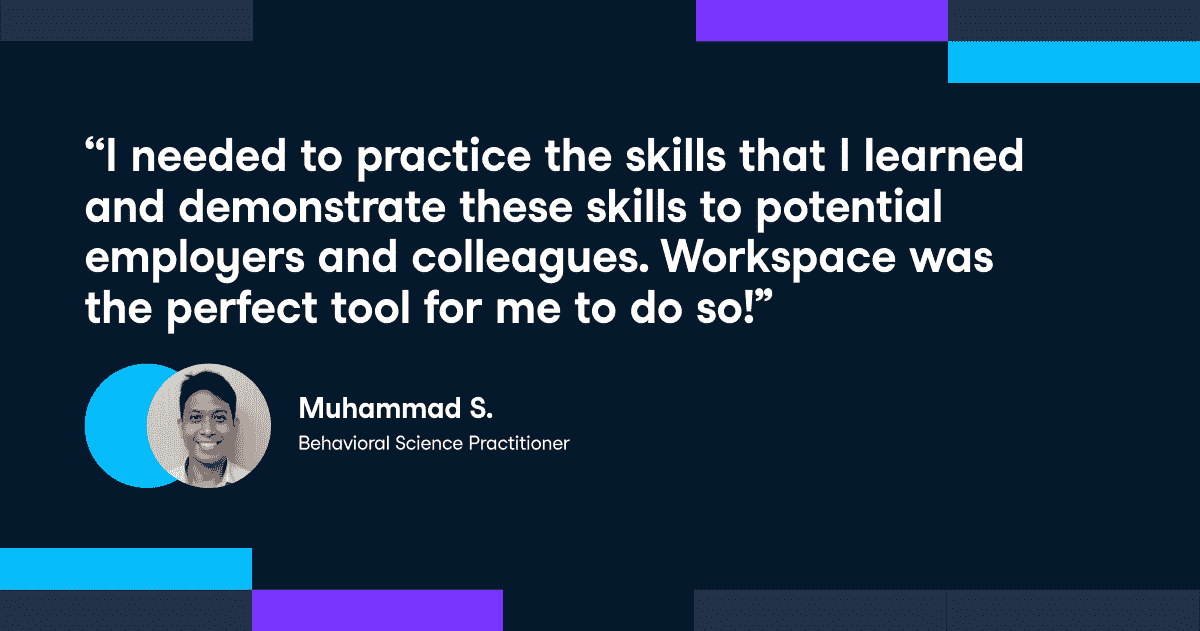 “I needed to practice the skills that I learned
and demonstrate these skills to potential
employers and colleagues. Workspace was
the perfect tool for me to do so!”
Muhammad S.
Behavioral Science Practitioner